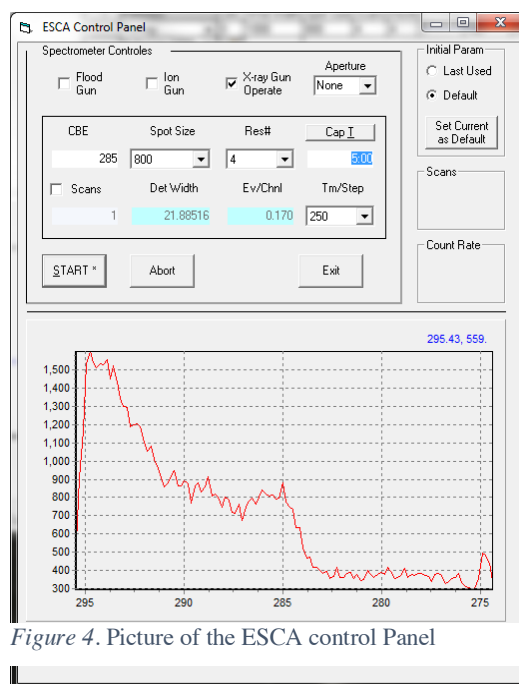 ESCA Control Panel
Spectrometer Controles
Flood Gun
Ion Gun
X-ray Gun Operate
Aperture
None
Initial Param
Last Used
Default
Set Current as Default
CBE Spot Size Res# Cap T
285 800 4 5:00
Scans Det Width Ev/Chnl Tm/Step
1 21.88516 0.170 250
Scans
Count Rate
START * Abort Exit
295.43, 559.
1,500
1,400
1,300
1,200
1,100
1,000
900
800
700
600
500
400
300
295 290 285 280 275
Figure 4. Picture of the ESCA control Panel